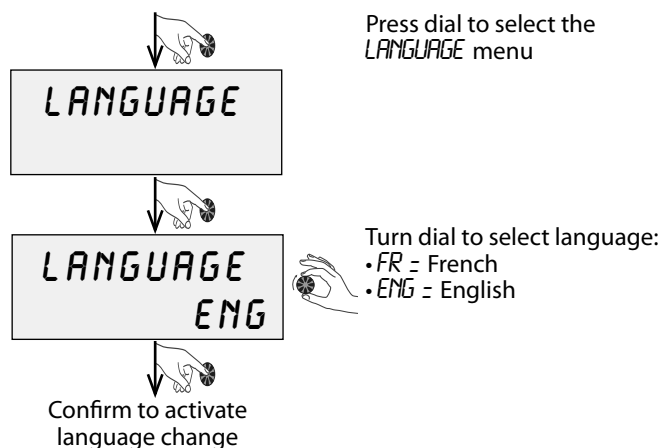 Press dial to select the
LANGUAGE menu
LANGUAGE
LANGUAGE
ENG
Turn dial to select language:
• FR = French
• ENG = English
Confirm to activate
language change